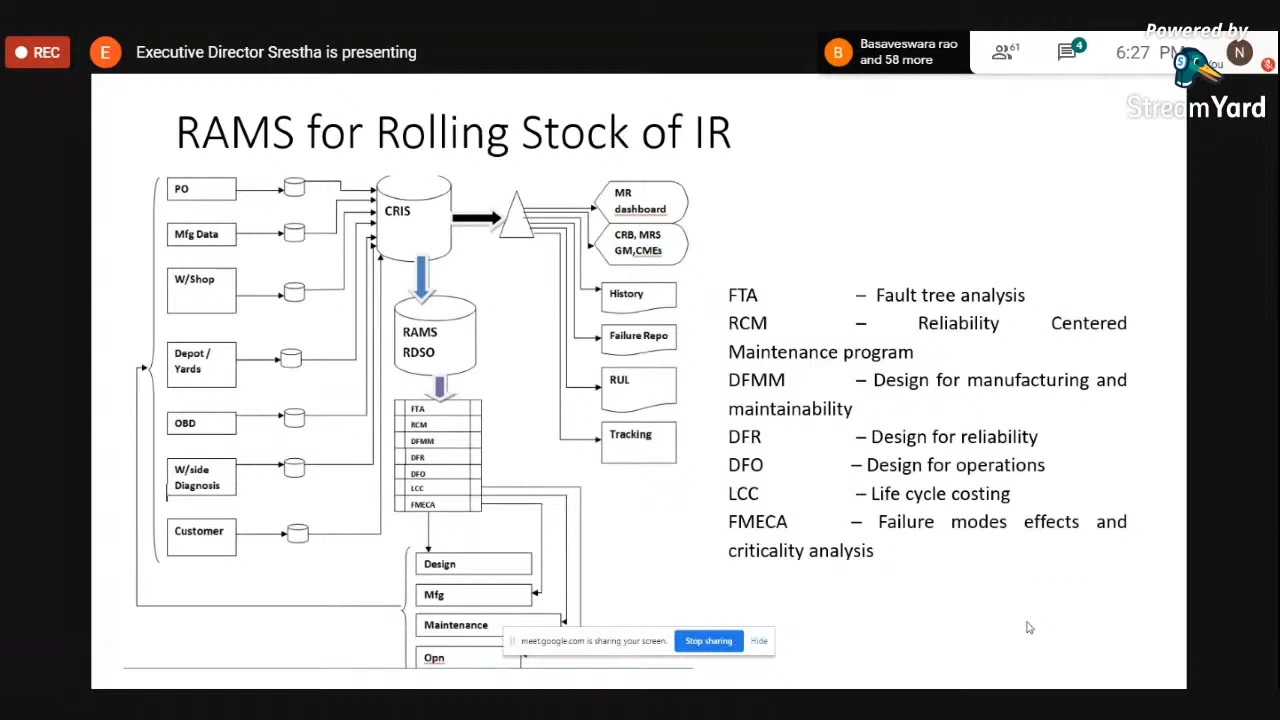 REC
E
Executive Director Srestha is presenting
B
Basaveswara rao
and 58 more
61
4
6:27 PM
You
N
Powered by
StreamYard
RAMS for Rolling Stock of IR
PO
Mfg Data
W/Shop
Depot /
Yards
OBD
W/side
Diagnosis
Customer
CRIS
RAMS
RDSO
FTA
RCM
DFMM
DFR
DFO
LCC
FMECA
Design
Mfg
Maintenance
Opn
MR
dashboard
CRB, MRS
GM,CMEs
History
Failure Repo
RUL
Tracking
FTA – Fault tree analysis
RCM – Reliability Centered
Maintenance program
DFMM – Design for manufacturing and
maintainability
DFR – Design for reliability
DFO – Design for operations
LCC – Life cycle costing
FMECA – Failure modes effects and
criticality analysis
meet.google.com is sharing your screen.
Stop sharing
Hide